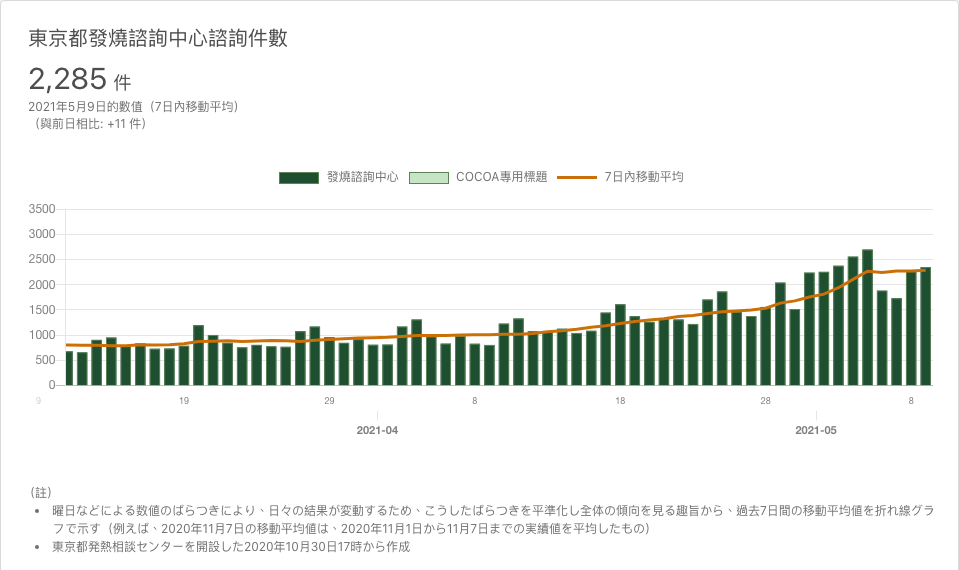 東京都發燒諮詢中心諮詢件數
2,285 件
2021年5月9日的數值（7日內移動平均）
（與前日相比: +11 件）
發燒諮詢中心 COCOA專用標題 7日內移動平均
3500
3000
2500
2000
1500
1000
500
0
9 19 29 8 18 28 8
2021-04 2021-05
（註）
• 曜日などによる数値のばらつきにより、日々の結果が変動するため、こうしたばらつきを平準化し全体の傾向を見る趣旨から、過去7日間の移動平均値を折れ線グラ
フで示す（例えば、2020年11月7日の移動平均値は、2020年11月1日から11月7日までの実績値を平均したもの）
• 東京都発熱相談センターを開設した2020年10月30日17時から作成